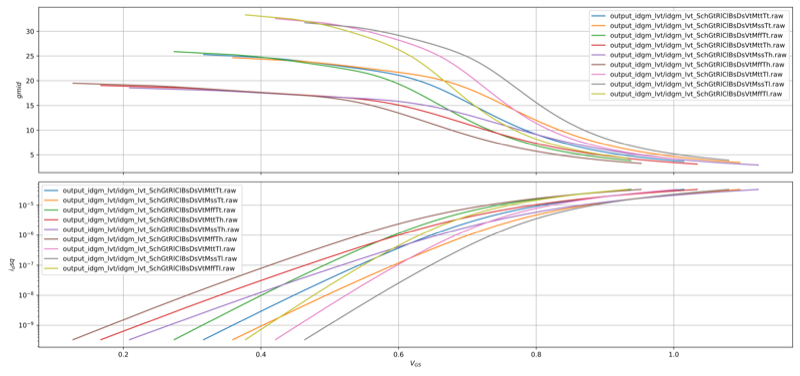 30
25
20
15
10
5
gmid
output_idgm_lvt/idgm_lvt_SchGtRlClBsDsVtMttTt.raw
output_idgm_lvt/idgm_lvt_SchGtRlClBsDsVtMssTt.raw
output_idgm_lvt/idgm_lvt_SchGtRlClBsDsVtMffTt.raw
output_idgm_lvt/idgm_lvt_SchGtRlClBsDsVtMttTh.raw
output_idgm_lvt/idgm_lvt_SchGtRlClBsDsVtMssTh.raw
output_idgm_lvt/idgm_lvt_SchGtRlClBsDsVtMffTh.raw
output_idgm_lvt/idgm_lvt_SchGtRlClBsDsVtMttTl.raw
output_idgm_lvt/idgm_lvt_SchGtRlClBsDsVtMssTl.raw
output_idgm_lvt/idgm_lvt_SchGtRlClBsDsVtMffTl.raw
output_idgm_lvt/idgm_lvt_SchGtRlClBsDsVtMttTt.raw
output_idgm_lvt/idgm_lvt_SchGtRlClBsDsVtMssTt.raw
output_idgm_lvt/idgm_lvt_SchGtRlClBsDsVtMffTt.raw
output_idgm_lvt/idgm_lvt_SchGtRlClBsDsVtMttTh.raw
output_idgm_lvt/idgm_lvt_SchGtRlClBsDsVtMssTh.raw
output_idgm_lvt/idgm_lvt_SchGtRlClBsDsVtMffTh.raw
output_idgm_lvt/idgm_lvt_SchGtRlClBsDsVtMttTl.raw
output_idgm_lvt/idgm_lvt_SchGtRlClBsDsVtMssTl.raw
output_idgm_lvt/idgm_lvt_SchGtRlClBsDsVtMffTl.raw
10⁻⁵
10⁻⁶
10⁻⁷
10⁻⁸
10⁻⁹
0.2 0.4 0.6 0.8 1.0